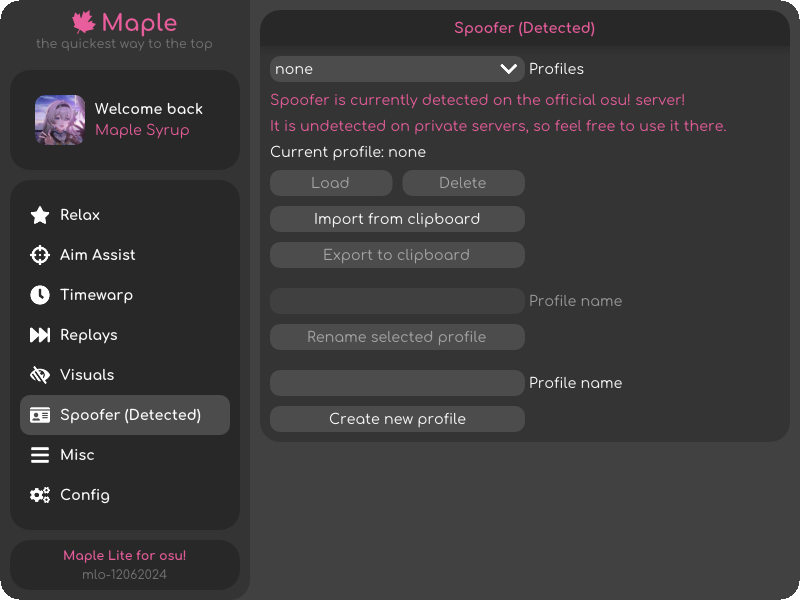 Maple
the quickest way to the top
Welcome back
Maple Syrup
Relax
Aim Assist
Timewarp
Replays
Visuals
Spoofer (Detected)
Misc
Config
Maple Lite for osu!
mlo-12062024
Spoofer (Detected)
none Profiles
Spoofer is currently detected on the official osu! server!
It is undetected on private servers, so feel free to use it there.
Current profile: none
Load Delete
Import from clipboard
Export to clipboard
Profile name
Rename selected profile
Profile name
Create new profile